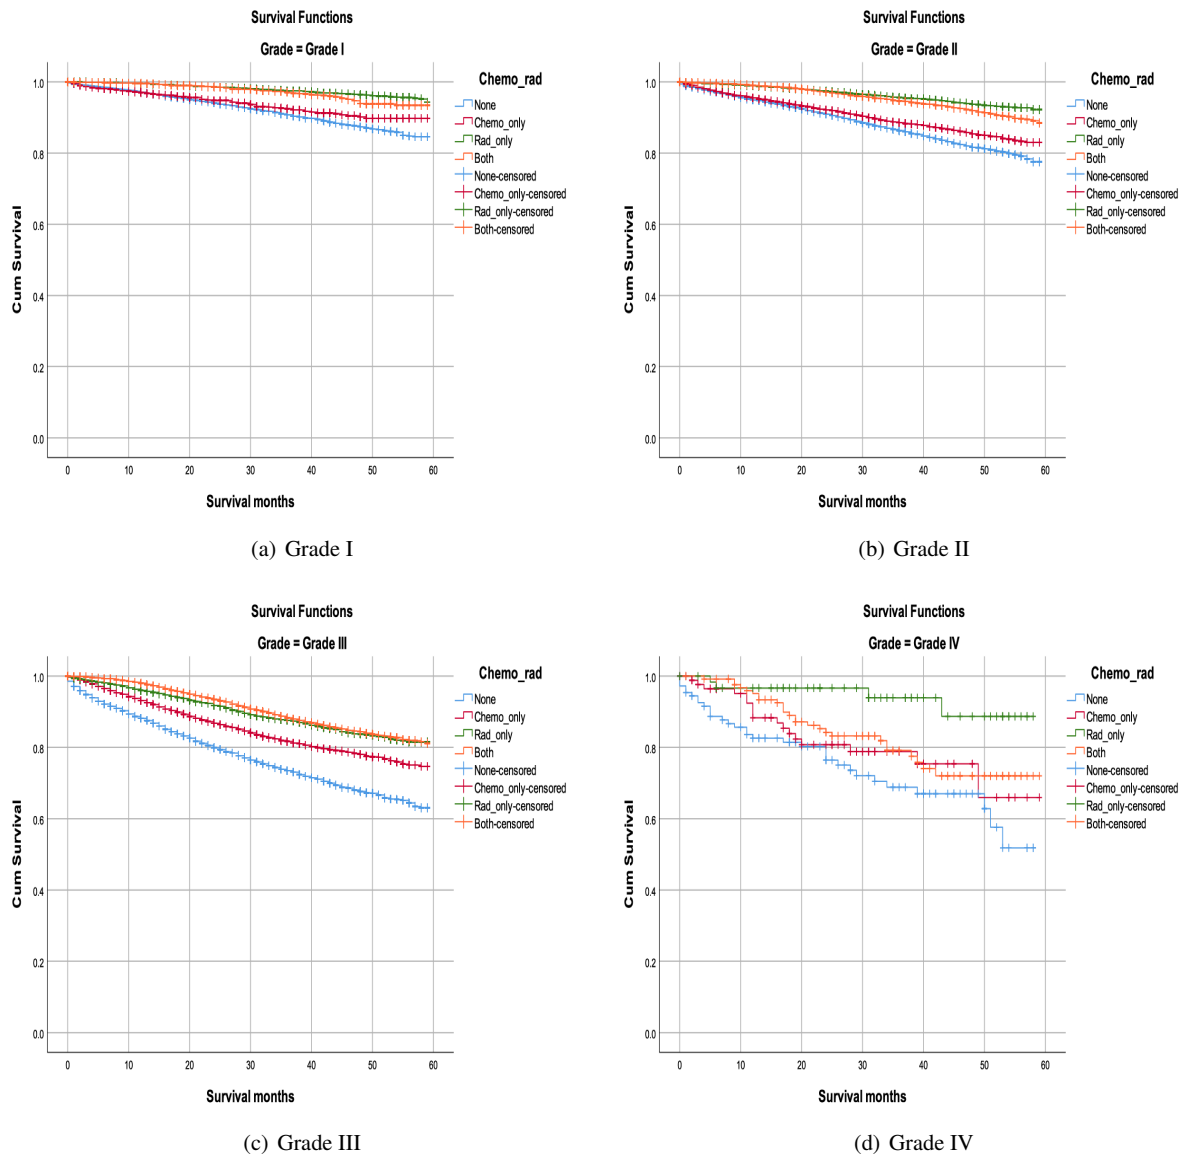 Survival Functions
Grade = Grade I
Chemo_rad
None
Chemo_only
Rad_only
Both
None-censored
Chemo_only-censored
Rad_only-censored
Both-censored
Cum Survival
1.0
0.8
0.6
0.4
0.2
0.0
0 10 20 30 40 50 60
Survival months
(a) Grade I
Survival Functions
Grade = Grade II
Chemo_rad
None
Chemo_only
Rad_only
Both
None-censored
Chemo_only-censored
Rad_only-censored
Both-censored
Cum Survival
1.0
0.8
0.6
0.4
0.2
0.0
0 10 20 30 40 50 60
Survival months
(b) Grade II
Survival Functions
Grade = Grade III
Chemo_rad
None
Chemo_only
Rad_only
Both
None-censored
Chemo_only-censored
Rad_only-censored
Both-censored
Cum Survival
1.0
0.8
0.6
0.4
0.2
0.0
0 10 20 30 40 50 60
Survival months
(c) Grade III
Survival Functions
Grade = Grade IV
Chemo_rad
None
Chemo_only
Rad_only
Both
None-censored
Chemo_only-censored
Rad_only-censored
Both-censored
Cum Survival
1.0
0.8
0.6
0.4
0.2
0.0
0 10 20 30 40 50 60
Survival months
(d) Grade IV